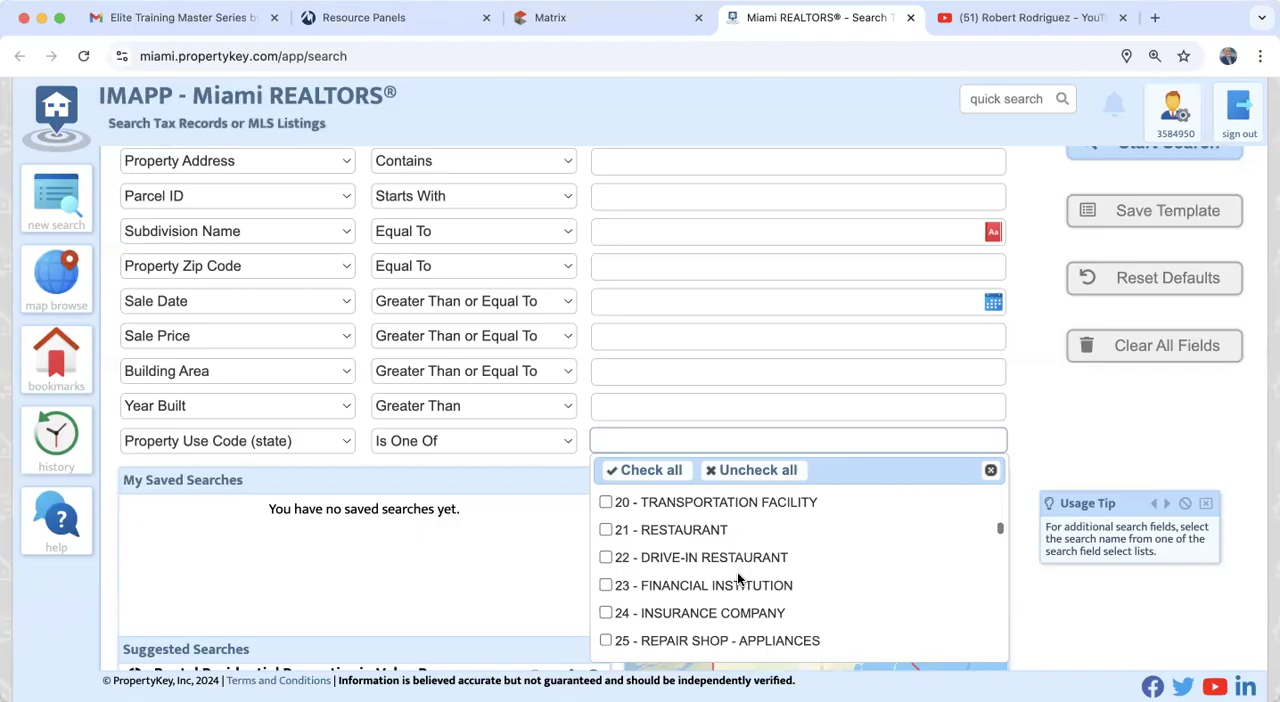 Elite Training Master Series by
Resource Panels
Matrix
Miami REALTORS® - Search T
(51) Robert Rodriguez - YouT
miami.propertykey.com/app/search
IMAPP - Miami REALTORS®
Search Tax Records or MLS Listings
quick search
3584950
sign out
new search
map browse
bookmarks
history
help
Property Address Contains
Parcel ID Starts With
Subdivision Name Equal To Aa
Property Zip Code Equal To
Sale Date Greater Than or Equal To
Sale Price Greater Than or Equal To
Building Area Greater Than or Equal To
Year Built Greater Than
Property Use Code (state) Is One Of
Start Search
Save Template
Reset Defaults
Clear All Fields
Check all Uncheck all
20 - TRANSPORTATION FACILITY
21 - RESTAURANT
22 - DRIVE-IN RESTAURANT
23 - FINANCIAL INSTITUTION
24 - INSURANCE COMPANY
25 - REPAIR SHOP - APPLIANCES
My Saved Searches
You have no saved searches yet.
Suggested Searches
Usage Tip
For additional search fields, select
the search name from one of the
search field select lists.
© PropertyKey, Inc, 2024 | Terms and Conditions | Information is believed accurate but not guaranteed and should be independently verified.